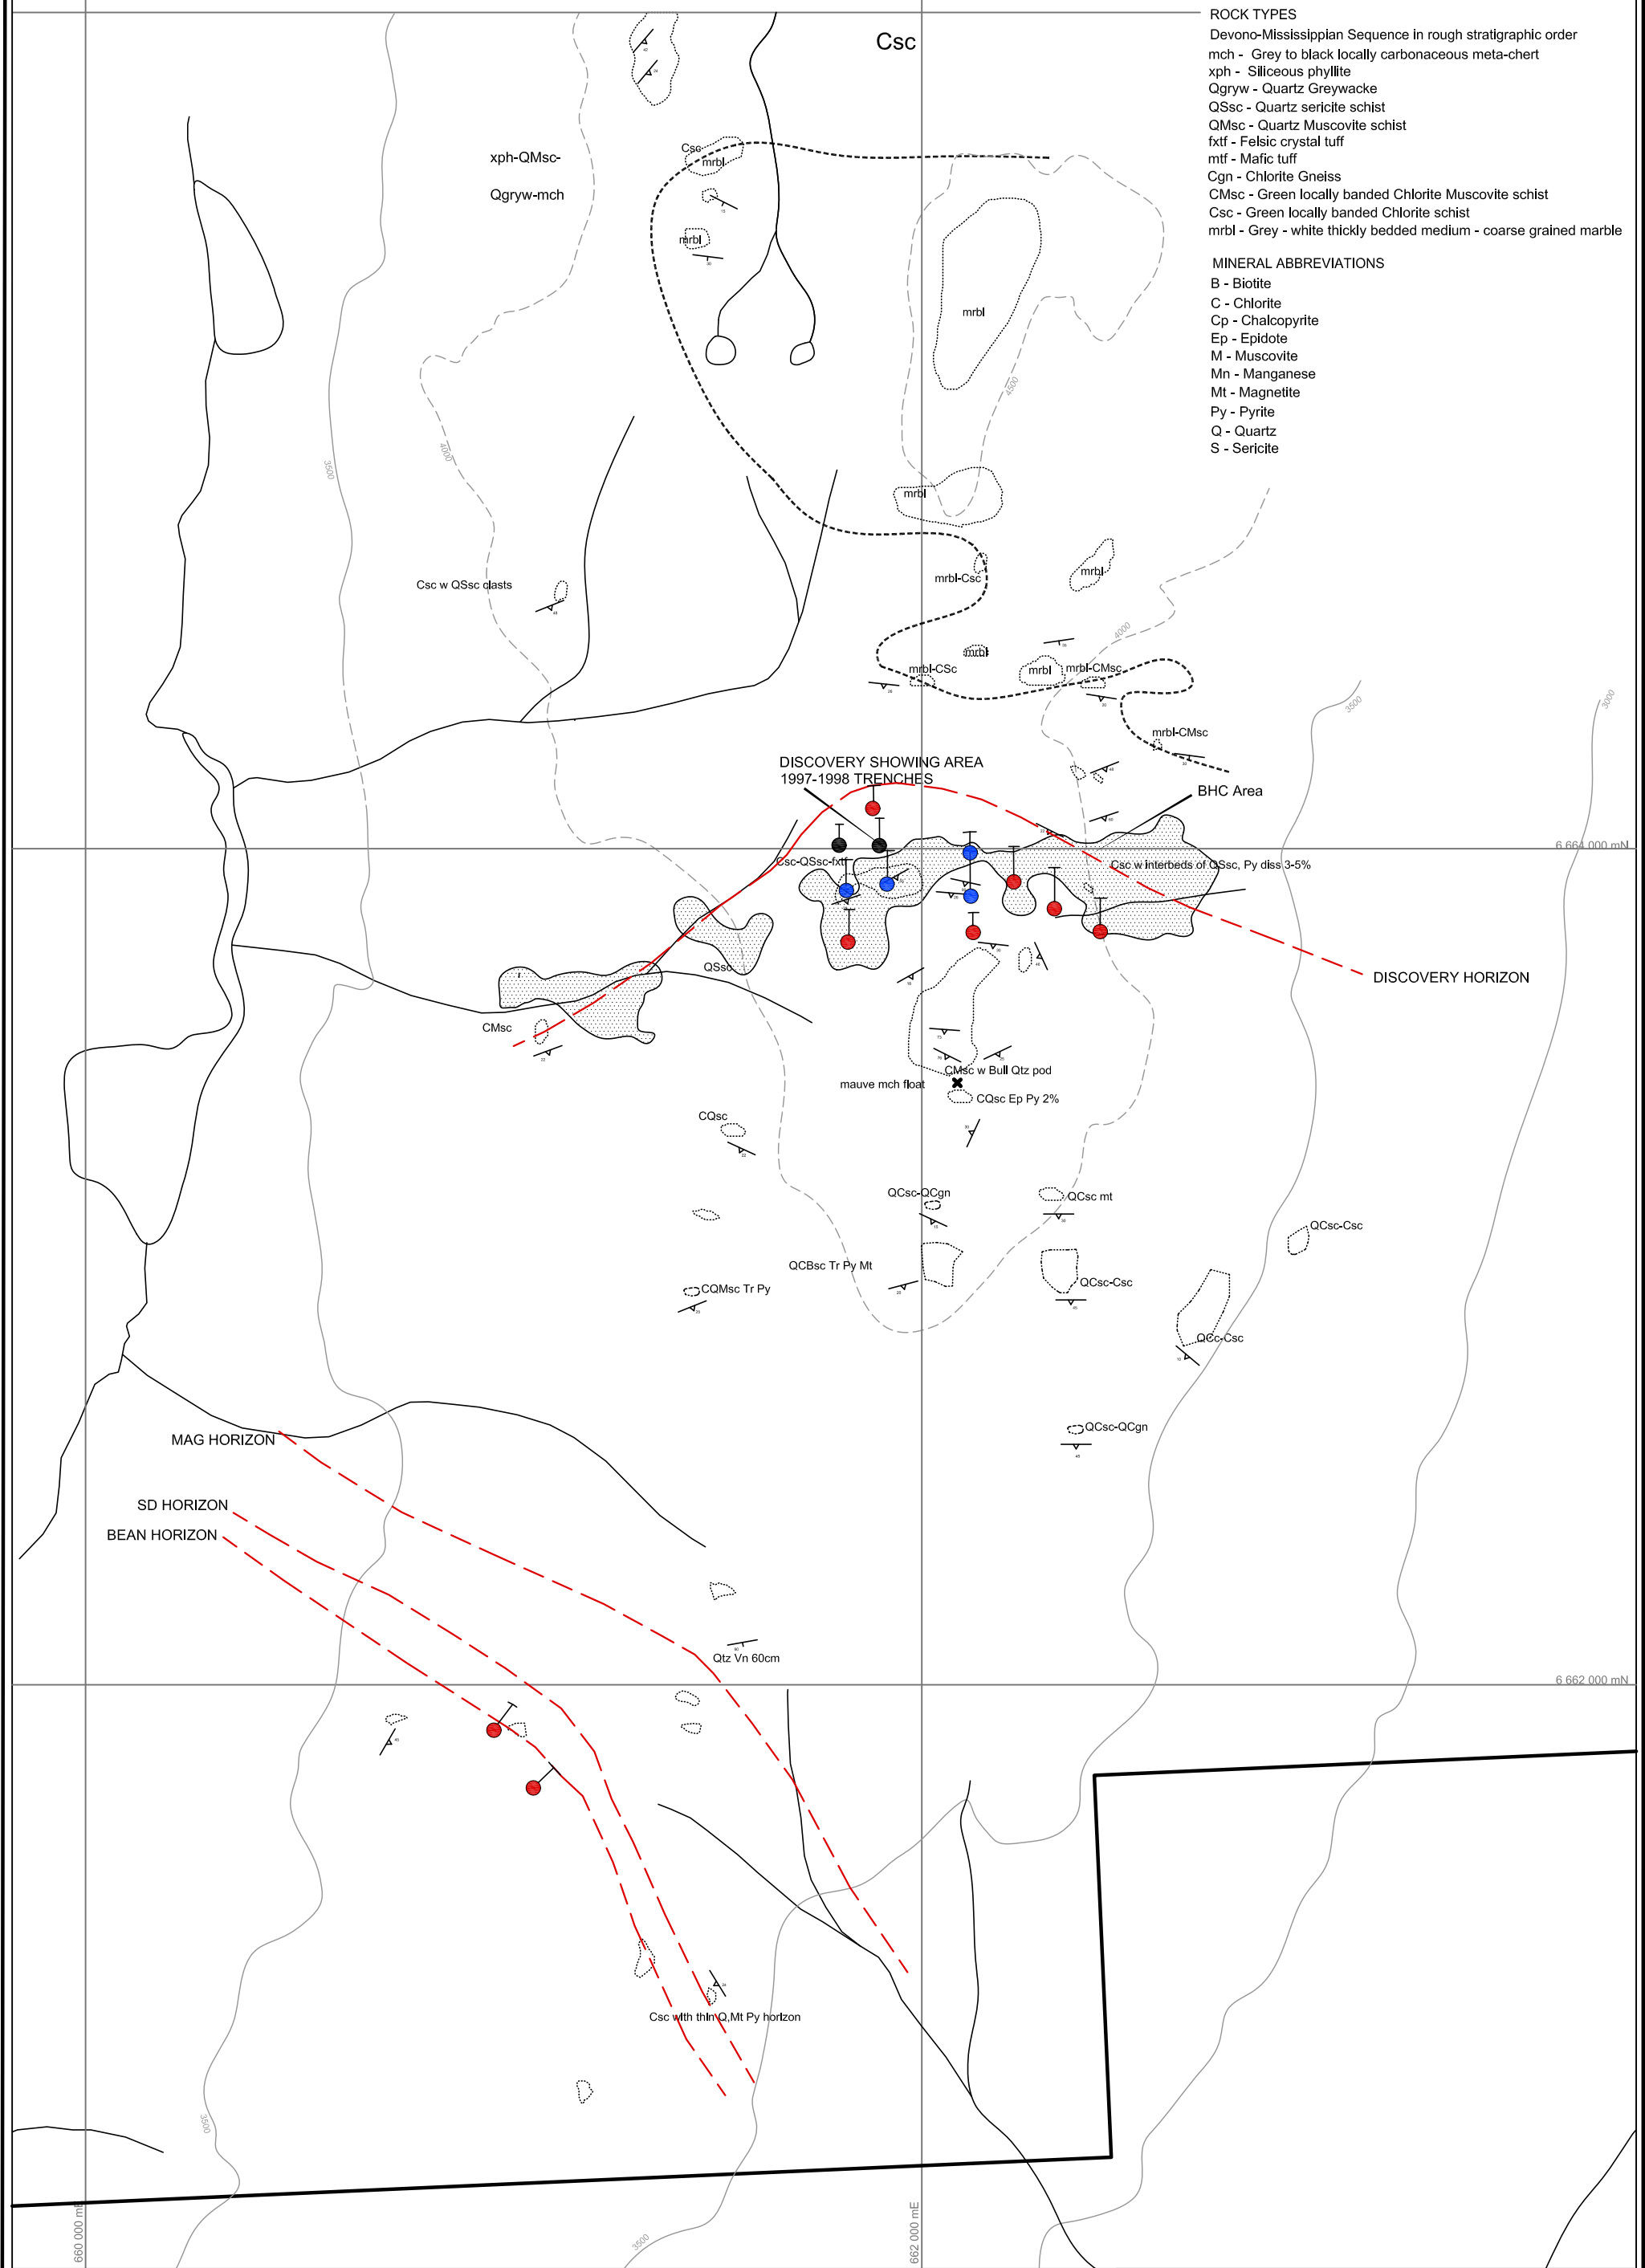 ROCK TYPES
Devono-Mississippian Sequence in rough stratigraphic order
mch - Grey to black locally carbonaceous meta-chert
xph - Siliceous phyllite
Qgryw - Quartz Greywacke
QSsc - Quartz sericite schist
QMsc - Quartz Muscovite schist
fxtf - Felsic crystal tuff
mtf - Mafic tuff
Cgn - Chlorite Gneiss
CMsc - Green locally banded Chlorite Muscovite schist
Csc - Green locally banded Chlorite schist
mrbl - Grey - white thickly bedded medium - coarse grained marble
MINERAL ABBREVIATIONS
B - Biotite
C - Chlorite
Cp - Chalcopyrite
Ep - Epidote
M - Muscovite
Mn - Manganese
Mt - Magnetite
Py - Pyrite
Q - Quartz
S - Sericite
Csc
xph-QMsc-
Qgryw-mch
Csc
mrbl
mrbl
mrbl
4500
4000
3500
mrbl
mrbl-Csc
mrbl
Csc w QSsc clasts
4000
mrbl
mrbl-CSc
mrbl
mrbl-CMsc
3500
3000
mrbl-CMsc
DISCOVERY SHOWING AREA
1997-1998 TRENCHES
BHC Area
6 664 000 mN
Csc-QSsc-fxtf
Csc w interbeds of QSsc, Py diss 3-5%
QSsc
DISCOVERY HORIZON
CMsc
CMsc w Bull Qtz pod
mauve mch float
CQsc Ep Py 2%
CQsc
QCsc-QCgn
QCsc mt
QCsc-Csc
QCBsc Tr Py Mt
CQMsc Tr Py
QCsc-Csc
QCc-Csc
QCsc-QCgn
MAG HORIZON
SD HORIZON
BEAN HORIZON
Qtz Vn 60cm
6 662 000 mN
Csc with thin Q,Mt Py horizon
3500
3500
660 000 mE
662 000 mE